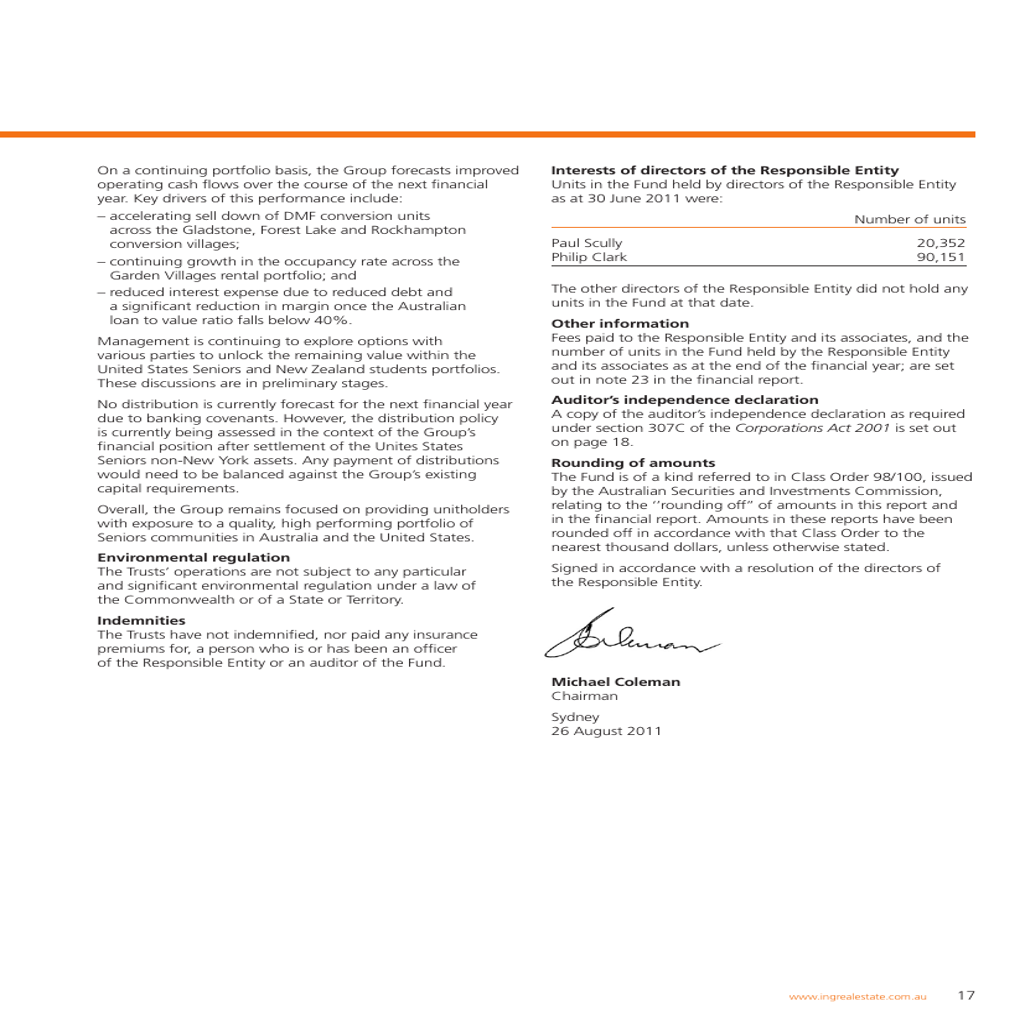 On a continuing portfolio basis, the Group forecasts improved
operating cash flows over the course of the next financial
year. Key drivers of this performance include:
– accelerating sell down of DMF conversion units
across the Gladstone, Forest Lake and Rockhampton
conversion villages;
– continuing growth in the occupancy rate across the
Garden Villages rental portfolio; and
– reduced interest expense due to reduced debt and
a significant reduction in margin once the Australian
loan to value ratio falls below 40%.
Management is continuing to explore options with
various parties to unlock the remaining value within the
United States Seniors and New Zealand students portfolios.
These discussions are in preliminary stages.
No distribution is currently forecast for the next financial year
due to banking covenants. However, the distribution policy
is currently being assessed in the context of the Group's
financial position after settlement of the Unites States
Seniors non-New York assets. Any payment of distributions
would need to be balanced against the Group's existing
capital requirements.
Overall, the Group remains focused on providing unitholders
with exposure to a quality, high performing portfolio of
Seniors communities in Australia and the United States.
Environmental regulation
The Trusts' operations are not subject to any particular
and significant environmental regulation under a law of
the Commonwealth or of a State or Territory.
Indemnities
The Trusts have not indemnified, nor paid any insurance
premiums for, a person who is or has been an officer
of the Responsible Entity or an auditor of the Fund.
Interests of directors of the Responsible Entity
Units in the Fund held by directors of the Responsible Entity
as at 30 June 2011 were:
Number of units
Paul Scully 20,352
Philip Clark 90,151
The other directors of the Responsible Entity did not hold any
units in the Fund at that date.
Other information
Fees paid to the Responsible Entity and its associates, and the
number of units in the Fund held by the Responsible Entity
and its associates as at the end of the financial year; are set
out in note 23 in the financial report.
Auditor's independence declaration
A copy of the auditor's independence declaration as required
under section 307C of the Corporations Act 2001 is set out
on page 18.
Rounding of amounts
The Fund is of a kind referred to in Class Order 98/100, issued
by the Australian Securities and Investments Commission,
relating to the ''rounding off" of amounts in this report and
in the financial report. Amounts in these reports have been
rounded off in accordance with that Class Order to the
nearest thousand dollars, unless otherwise stated.
Signed in accordance with a resolution of the directors of
the Responsible Entity.
Coleman
Michael Coleman
Chairman
Sydney
26 August 2011
www.ingrealestate.com.au 17